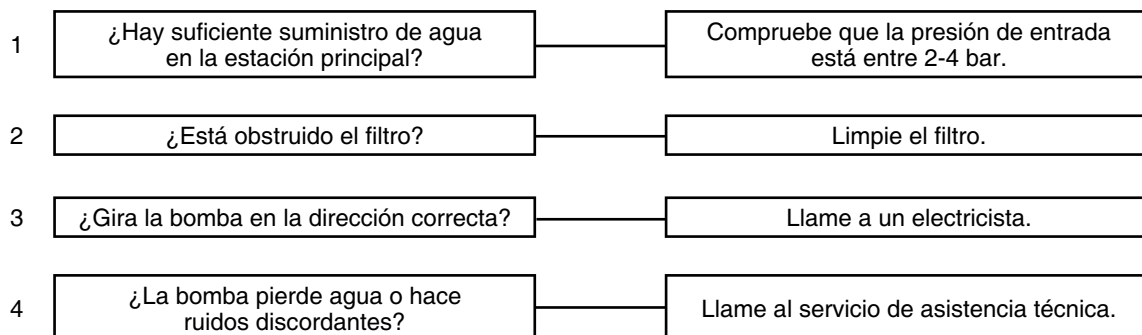 1
¿Hay suficiente suministro de agua
en la estación principal?
Compruebe que la presión de entrada
está entre 2-4 bar.
2
¿Está obstruido el filtro?
Limpie el filtro.
3
¿Gira la bomba en la dirección correcta?
Llame a un electricista.
4
¿La bomba pierde agua o hace
ruidos discordantes?
Llame al servicio de asistencia técnica.